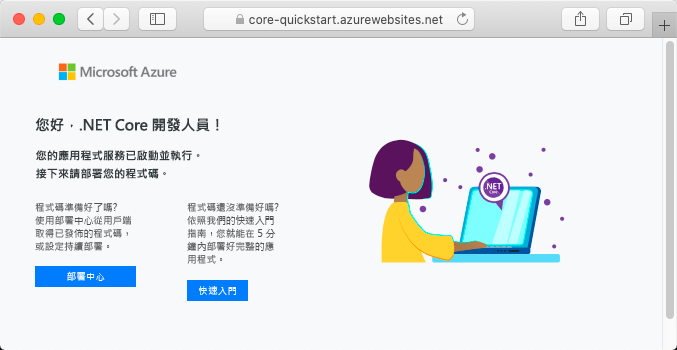 core-quickstart.azurewebsites.net
Microsoft Azure
您好，.NET Core 開發人員！
您的應用程式服務已啟動並執行。
接下來請部署您的程式碼。
程式碼準備好了嗎?
使用部署中心從用戶端
取得已發佈的程式碼，
或設定持續部署。
部署中心
程式碼還沒準備好嗎?
依照我們的快速入門
指南，您就能在 5 分
鐘內部署好完整的應
用程式。
快速入門
.NET
Core